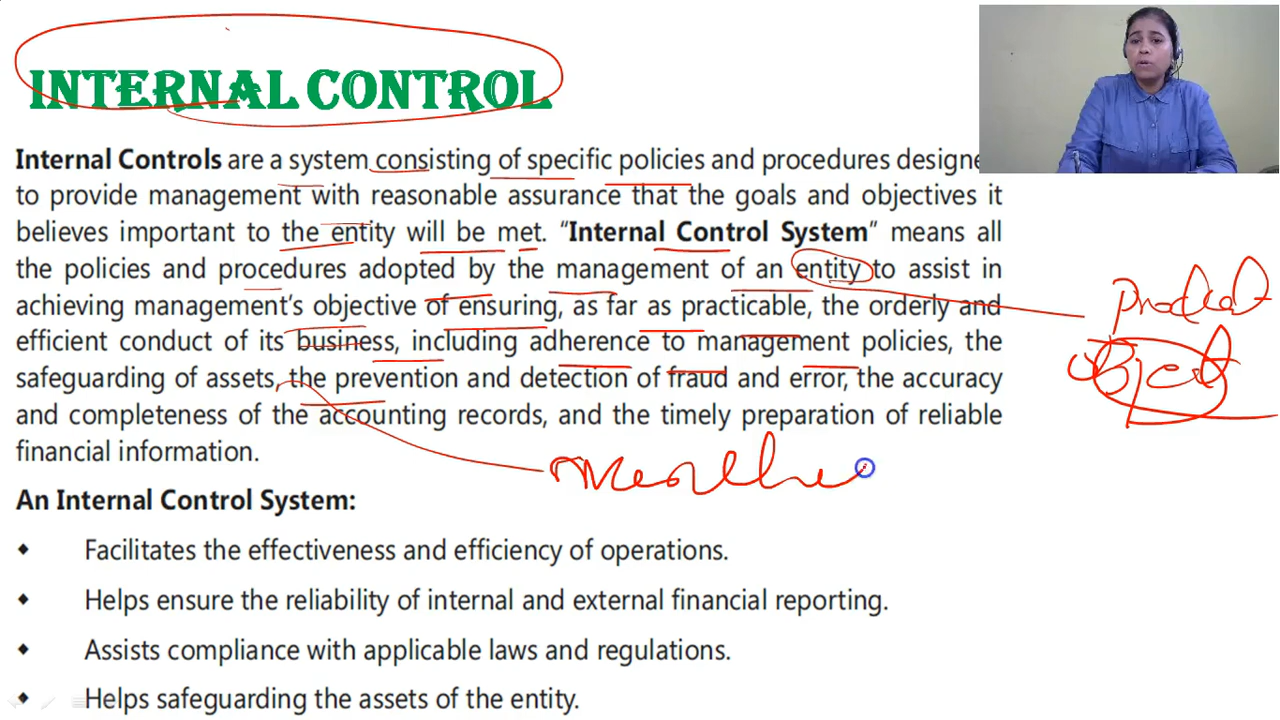 INTERNAL CONTROL
Internal Controls are a system consisting of specific policies and procedures designe
to provide management with reasonable assurance that the goals and objectives it
believes important to the entity will be met. “Internal Control System” means all
the policies and procedures adopted by the management of an entity to assist in
achieving management’s objective of ensuring, as far as practicable, the orderly and
efficient conduct of its business, including adherence to management policies, the
safeguarding of assets, the prevention and detection of fraud and error, the accuracy
and completeness of the accounting records, and the timely preparation of reliable
financial information.
An Internal Control System:
Facilitates the effectiveness and efficiency of operations.
Helps ensure the reliability of internal and external financial reporting.
Assists compliance with applicable laws and regulations.
Helps safeguarding the assets of the entity.